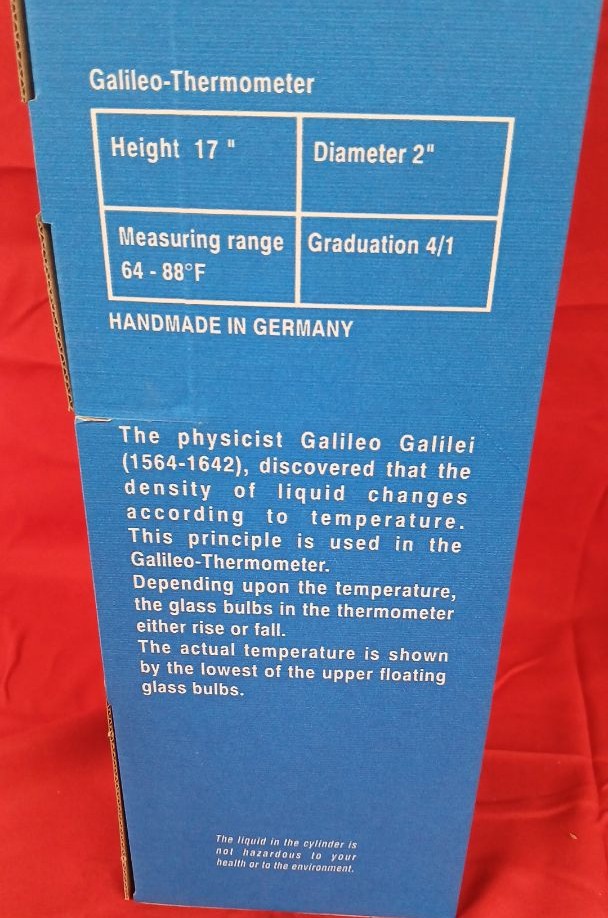 Galileo-Thermometer
Height 17 "
Diameter 2"
Measuring range
64 - 88°F
Graduation 4/1
HANDMADE IN GERMANY
The physicist Galileo Galilei
(1564-1642), discovered that the
density of liquid changes
according to temperature.
This principle is used in the
Galileo-Thermometer.
Depending upon the temperature,
the glass bulbs in the thermometer
either rise or fall.
The actual temperature is shown
by the lowest of the upper floating
glass bulbs.
The liquid in the cylinder is
not hazardous to your
health or to the environment.